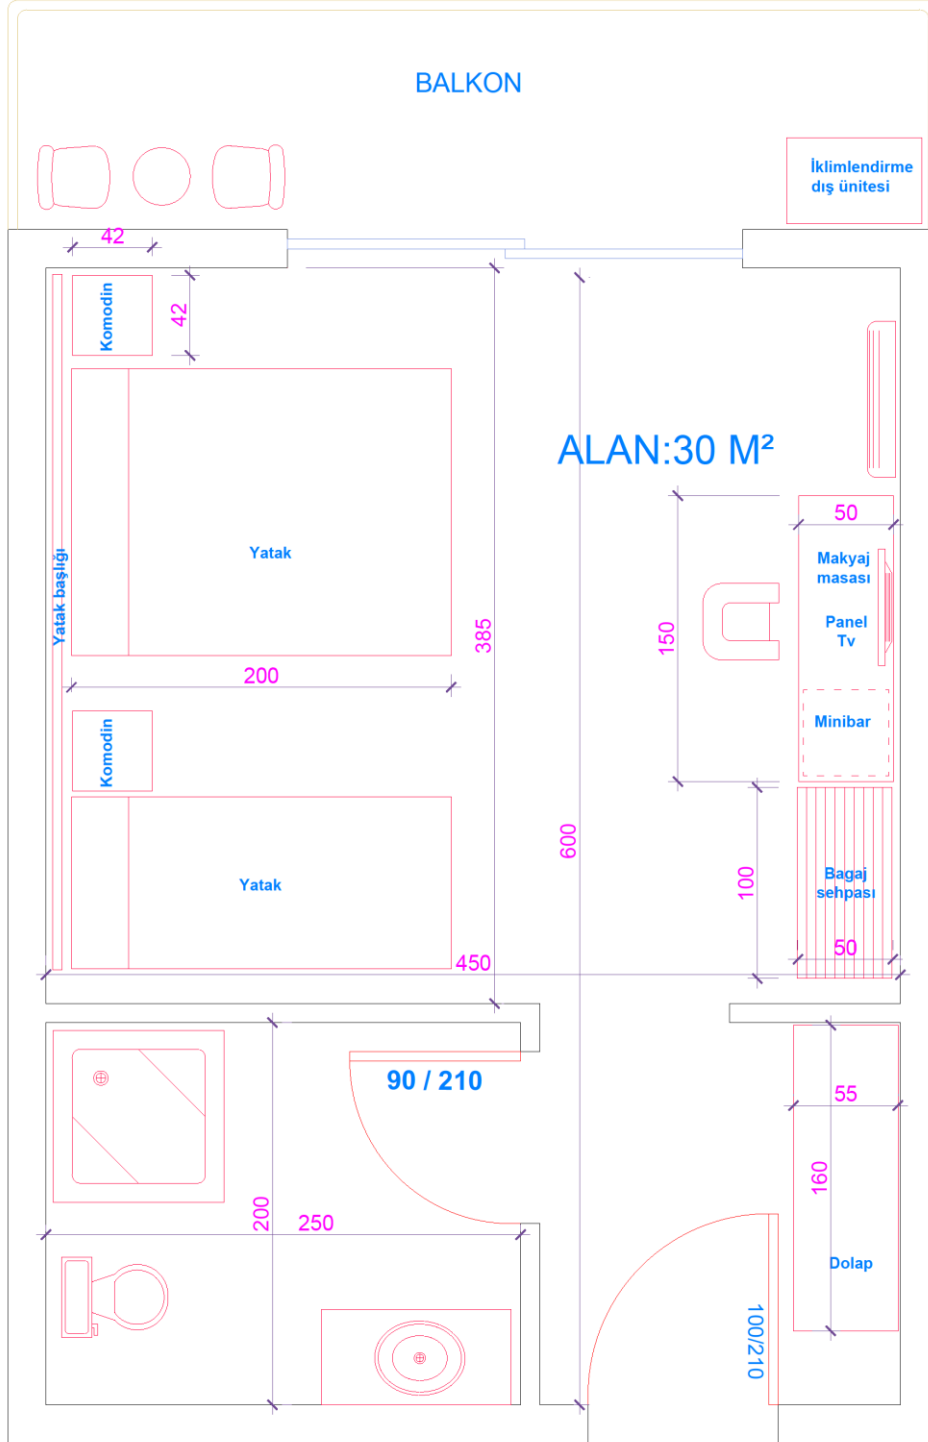 BALKON
İklimlendirme
dış ünitesi
42
Komodin
42
ALAN:30 M²
50
Yatak
Yatak başlığı
Makyaj
masası
Panel
Tv
385
150
200
Minibar
Komodin
600
Yatak
100
Bagaj
sehpası
50
450
90 / 210
55
160
200
250
Dolap
100/210